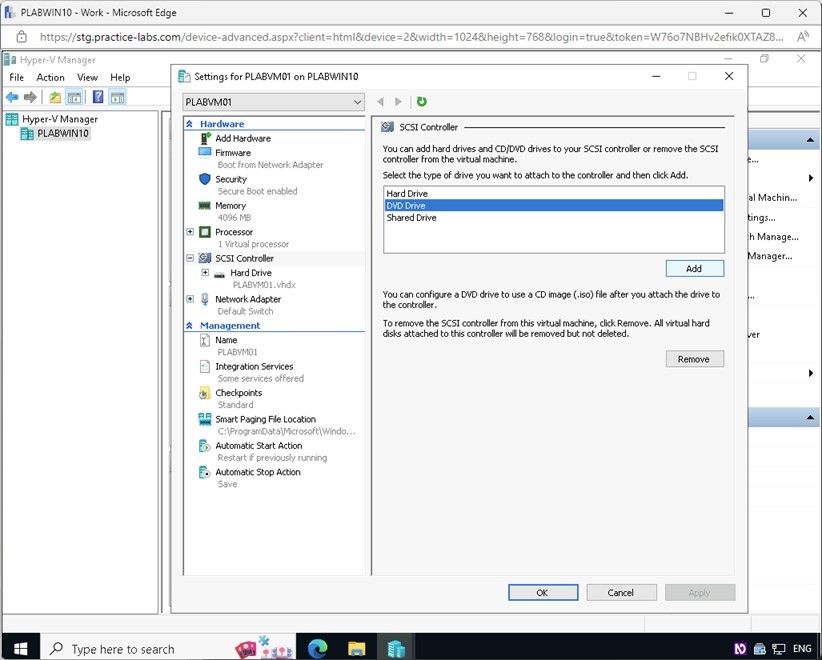 PLABWIN10 - Work - Microsoft Edge
https://stg.practice-labs.com/device-advanced.aspx?client=html&device=2&width=1024&height=768&login=true&token=W76o7NBHv2efik0XTAZ8...
Hyper-V Manager
File Action View Help
Hyper-V Manager
PLABWIN10
Settings for PLABVM01 on PLABWIN10
PLABVM01
Hardware
Add Hardware
Firmware
Boot from Network Adapter
Security
Secure Boot enabled
Memory
4096 MB
Processor
1 Virtual processor
SCSI Controller
Hard Drive
PLABVM01.vhdx
Network Adapter
Default Switch
Management
Name
PLABVM01
Integration Services
Some services offered
Checkpoints
Standard
Smart Paging File Location
C:\ProgramData\Microsoft\Windo...
Automatic Start Action
Restart if previously running
Automatic Stop Action
Save
SCSI Controller
You can add hard drives and CD/DVD drives to your SCSI controller or remove the SCSI
controller from the virtual machine.
Select the type of drive you want to attach to the controller and then click Add.
Hard Drive
DVD Drive
Shared Drive
Add
You can configure a DVD drive to use a CD image (.iso) file after you attach the drive to
the controller.
To remove the SCSI controller from this virtual machine, click Remove. All virtual hard
disks attached to this controller will be removed but not deleted.
Remove
OK Cancel Apply
e...
al Machin...
tings...
h Manage...
Manager...
...
ver
Type here to search
ENG